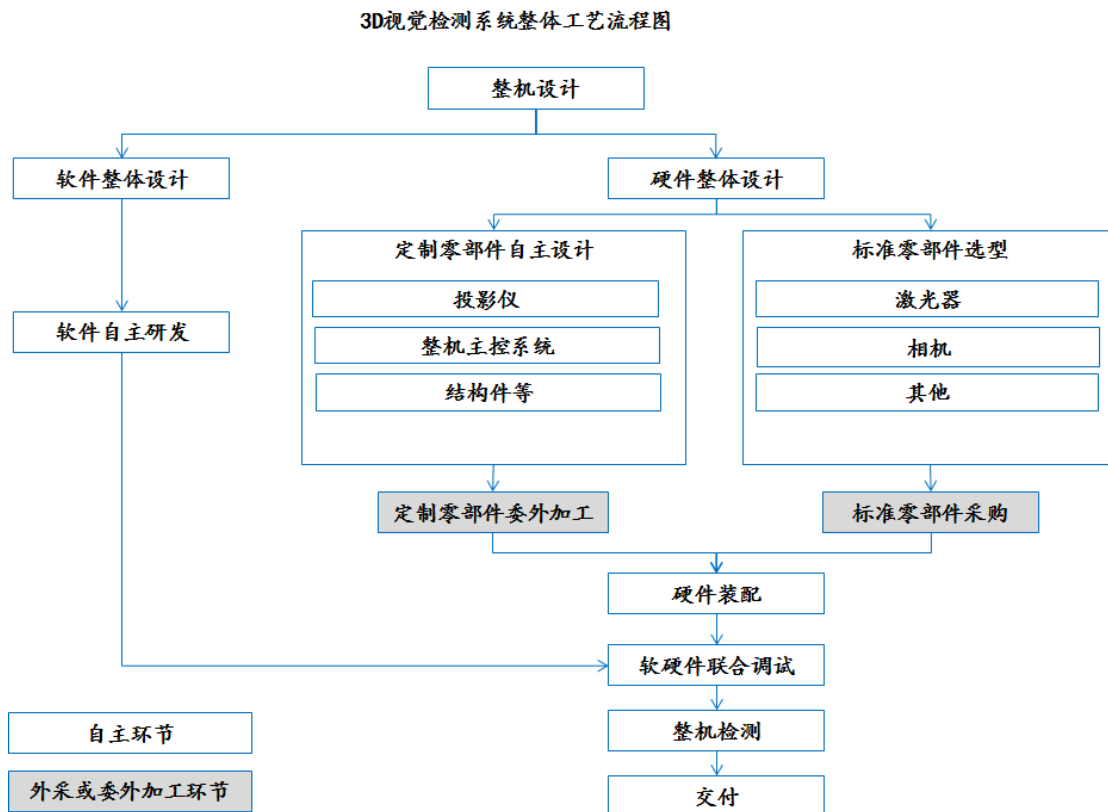 3D视觉检测系统整体工艺流程图
整机设计
软件整体设计
硬件整体设计
定制零部件自主设计
标准零部件选型
投影仪
激光器
软件自主研发
整机主控系统
相机
结构件等
其他
定制零部件委外加工
标准零部件采购
硬件装配
软硬件联合调试
自主环节
整机检测
外采或委外加工环节
交付